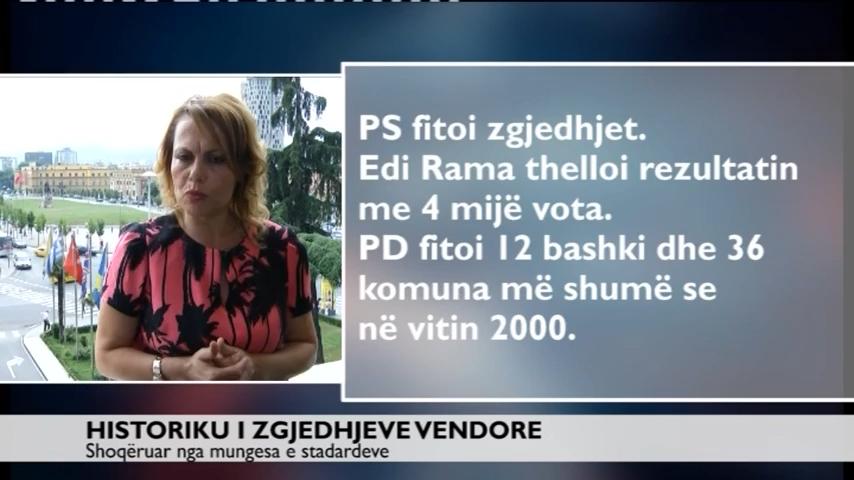 PS fitoi zgjedhjet.
Edi Rama thelloi rezultatin
me 4 mijë vota.
PD fitoi 12 bashki dhe 36
komuna më shumë se
në vitin 2000.
HISTORIKU I ZGJEDHJEVE VENDORE
Shoqëruar nga mungesa e stadardeve